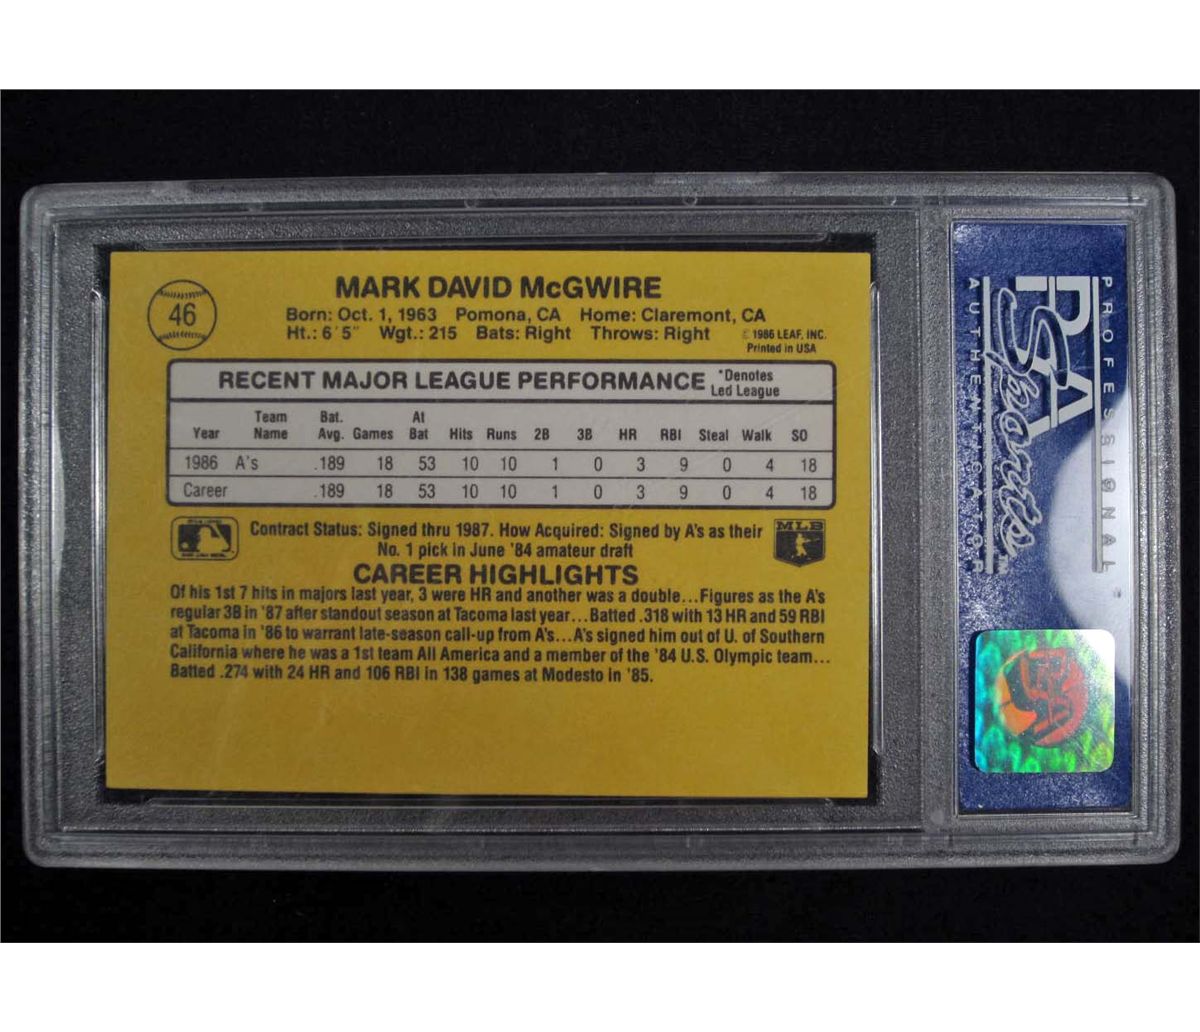 46
MARK DAVID McGWIRE
Born: Oct. 1, 1963 Pomona, CA Home: Claremont, CA
Ht.: 6'5" Wgt.: 215 Bats: Right Throws: Right
© 1986 LEAF, INC.
Printed in USA
RECENT MAJOR LEAGUE PERFORMANCE *Denotes
Led League
Year Team Name Bat. Avg. Games At Bat Hits Runs 2B 3B HR RBI Steal Walk SO
1986 A's .189 18 53 10 10 1 0 3 9 0 4 18
Career .189 18 53 10 10 1 0 3 9 0 4 18
Contract Status: Signed thru 1987. How Acquired: Signed by A's as their
No. 1 pick in June '84 amateur draft
MLB
CAREER HIGHLIGHTS
Of his 1st 7 hits in majors last year, 3 were HR and another was a double...Figures as the A's
regular 3B in '87 after standout season at Tacoma last year...Batted .318 with 13 HR and 59 RBI
at Tacoma in '86 to warrant late-season call-up from A's...A's signed him out of U. of Southern
California where he was a 1st team All America and a member of the '84 U.S. Olympic team...
Batted .274 with 24 HR and 106 RBI in 138 games at Modesto in '85.
PROFESSIONAL
PSA
Sports
AUTHENTICATOR
TM